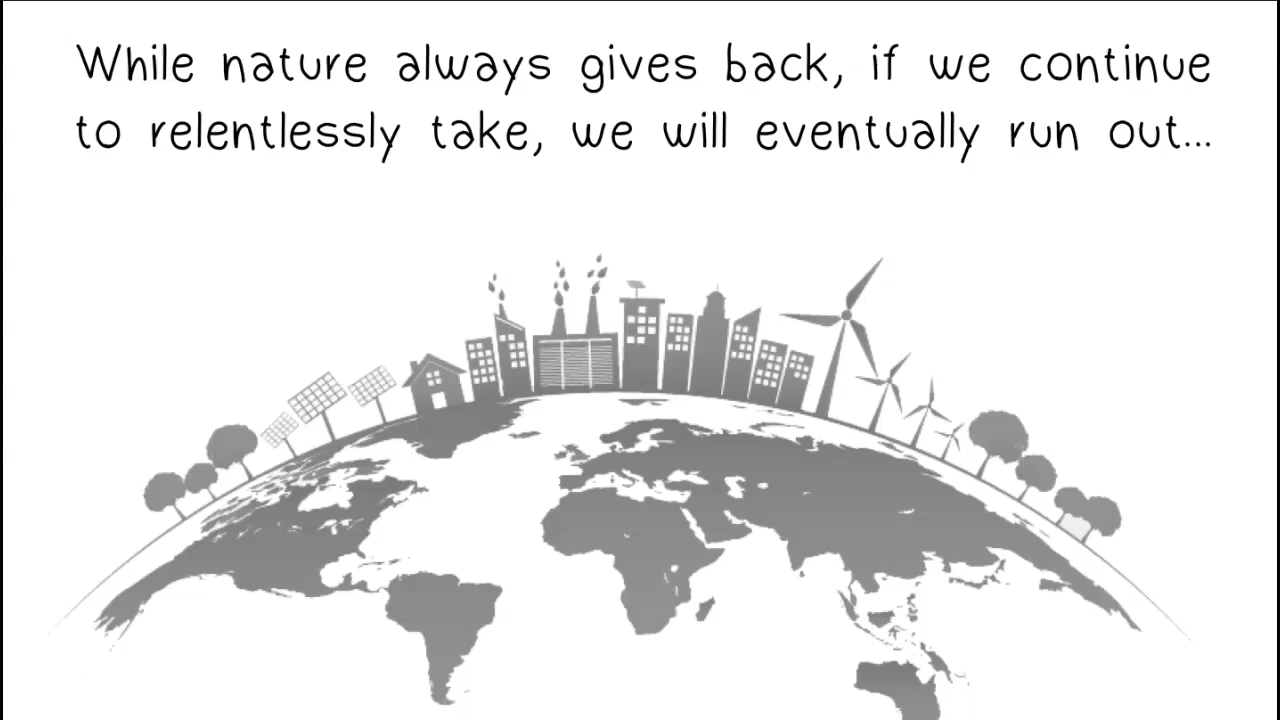 While nature always gives back, if we continue
to relentlessly take, we will eventually run out...